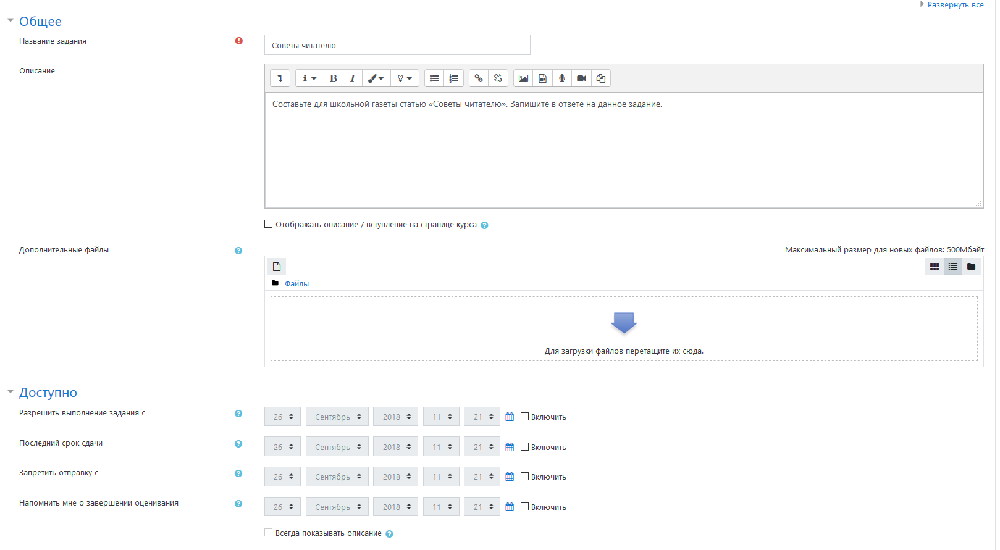 Развернуть всё
Общее
Название задания
Советы читателю
Описание
Составьте для школьной газеты статью «Советы читателю». Запишите в ответе на данное задание.
Отображать описание / вступление на странице курса
Дополнительные файлы
Максимальный размер для новых файлов: 500Мбайт
Файлы
Для загрузки файлов перетащите их сюда.
Доступно
Разрешить выполнение задания с 26 Сентябрь 2018 11 21 Включить
Последний срок сдачи 26 Сентябрь 2018 11 21 Включить
Запретить отправку с 26 Сентябрь 2018 11 21 Включить
Напомнить мне о завершении оценивания 26 Сентябрь 2018 11 21 Включить
Всегда показывать описание